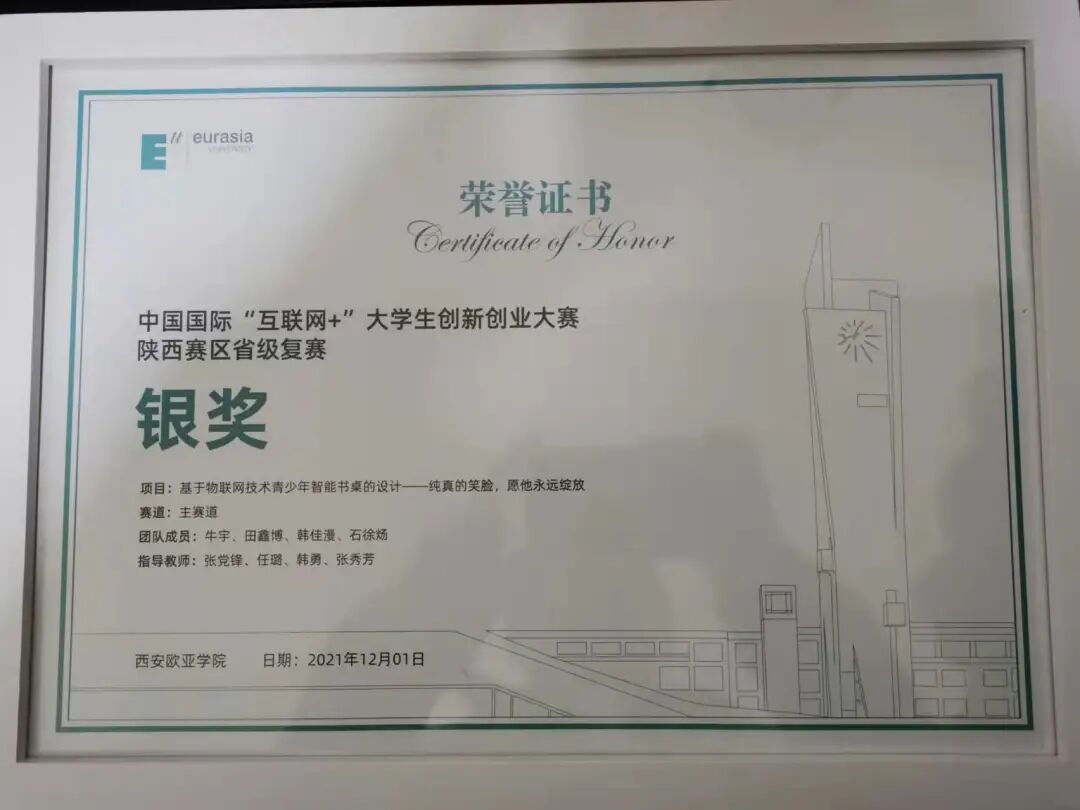 eurasia
UNIVERSITY
荣誉证书
Certificate of Honor
中国国际“互联网+”大学生创新创业大赛
陕西赛区省级复赛
银奖
项目：基于物联网技术青少年智能书桌的设计——纯真的笑脸，愿他永远绽放
赛道：主赛道
团队成员：牛宇、田鑫博、韩佳漫、石徐炀
指导教师：张党锋、任璐、韩勇、张秀芳
西安欧亚学院 日期：2021年12月01日